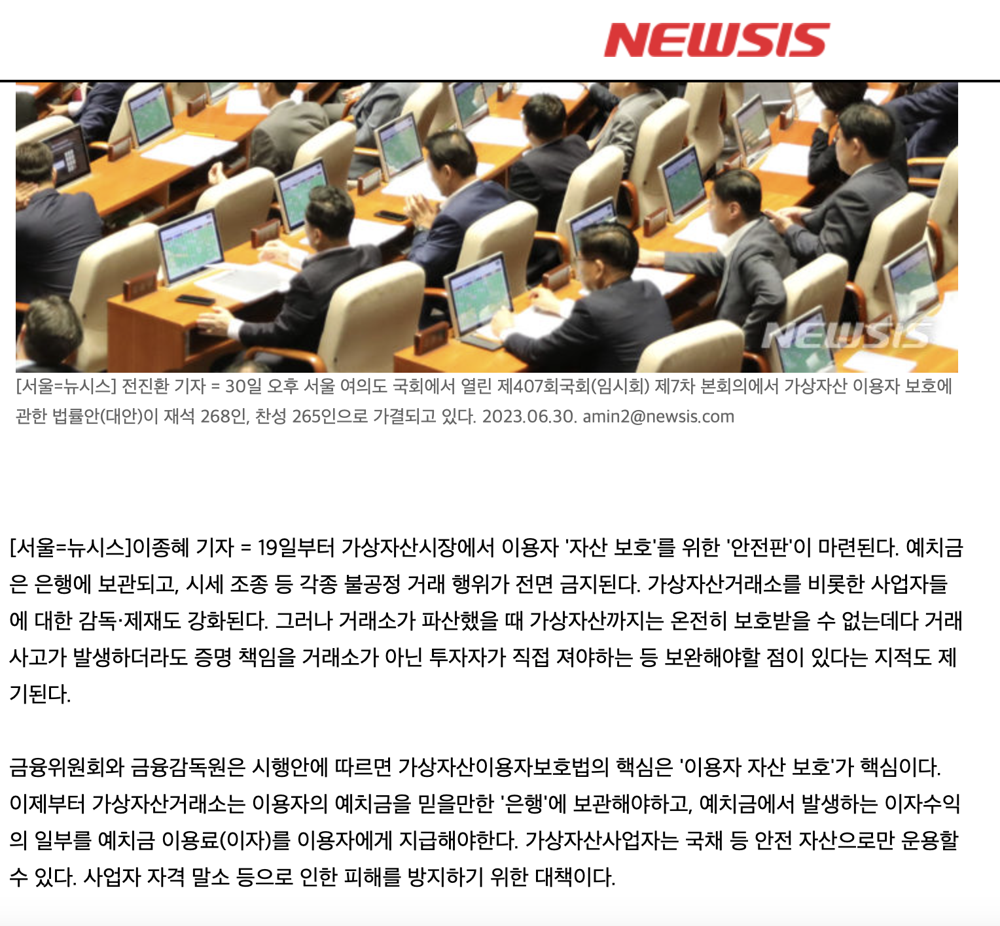 NEWSIS
NEWSIS
[서울=뉴시스] 전진환 기자 = 30일 오후 서울 여의도 국회에서 열린 제407회국회(임시회) 제7차 본회의에서 가상자산 이용자 보호에
관한 법률안(대안)이 재석 268인, 찬성 265인으로 가결되고 있다. 2023.06.30. amin2@newsis.com
[서울=뉴시스]이종혜 기자 = 19일부터 가상자산시장에서 이용자 '자산 보호'를 위한 '안전판'이 마련된다. 예치금
은 은행에 보관되고, 시세 조종 등 각종 불공정 거래 행위가 전면 금지된다. 가상자산거래소를 비롯한 사업자들
에 대한 감독·제재도 강화된다. 그러나 거래소가 파산했을 때 가상자산까지는 온전히 보호받을 수 없는데다 거래
사고가 발생하더라도 증명 책임을 거래소가 아닌 투자자가 직접 져야하는 등 보완해야할 점이 있다는 지적도 제
기된다.
금융위원회와 금융감독원은 시행안에 따르면 가상자산이용자보호법의 핵심은 '이용자 자산 보호'가 핵심이다.
이제부터 가상자산거래소는 이용자의 예치금을 믿을만한 '은행'에 보관해야하고, 예치금에서 발생하는 이자수익
의 일부를 예치금 이용료(이자)를 이용자에게 지급해야한다. 가상자산사업자는 국채 등 안전 자산으로만 운용할
수 있다. 사업자 자격 말소 등으로 인한 피해를 방지하기 위한 대책이다.